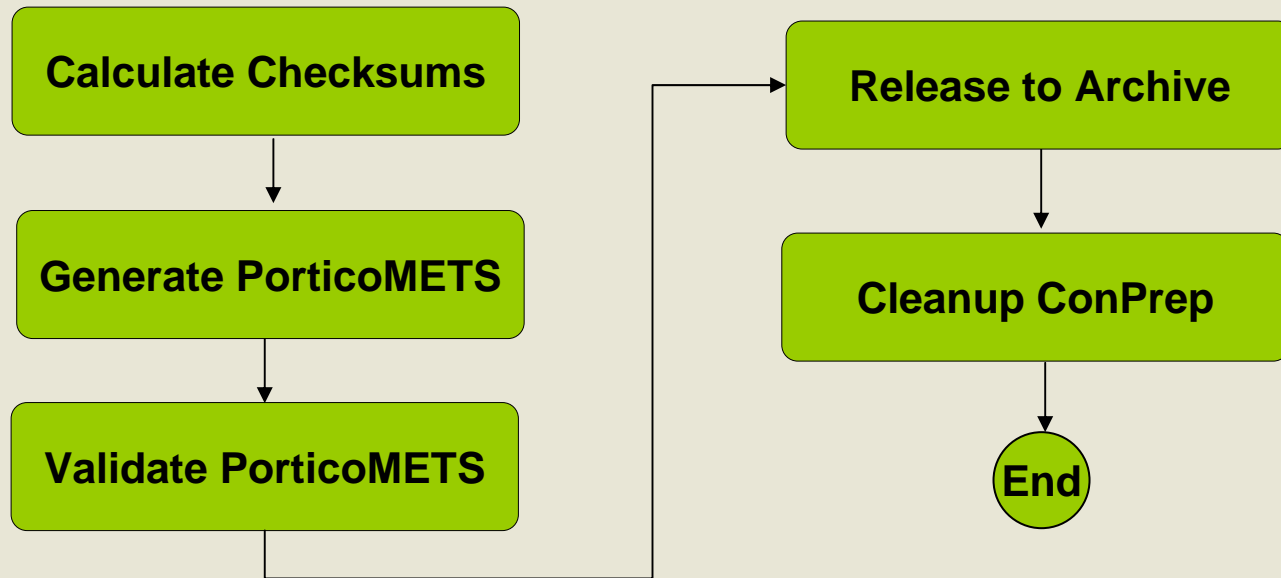 Calculate Checksums
Generate PorticoMETS
Validate PorticoMETS
Release to Archive
Cleanup ConPrep
End